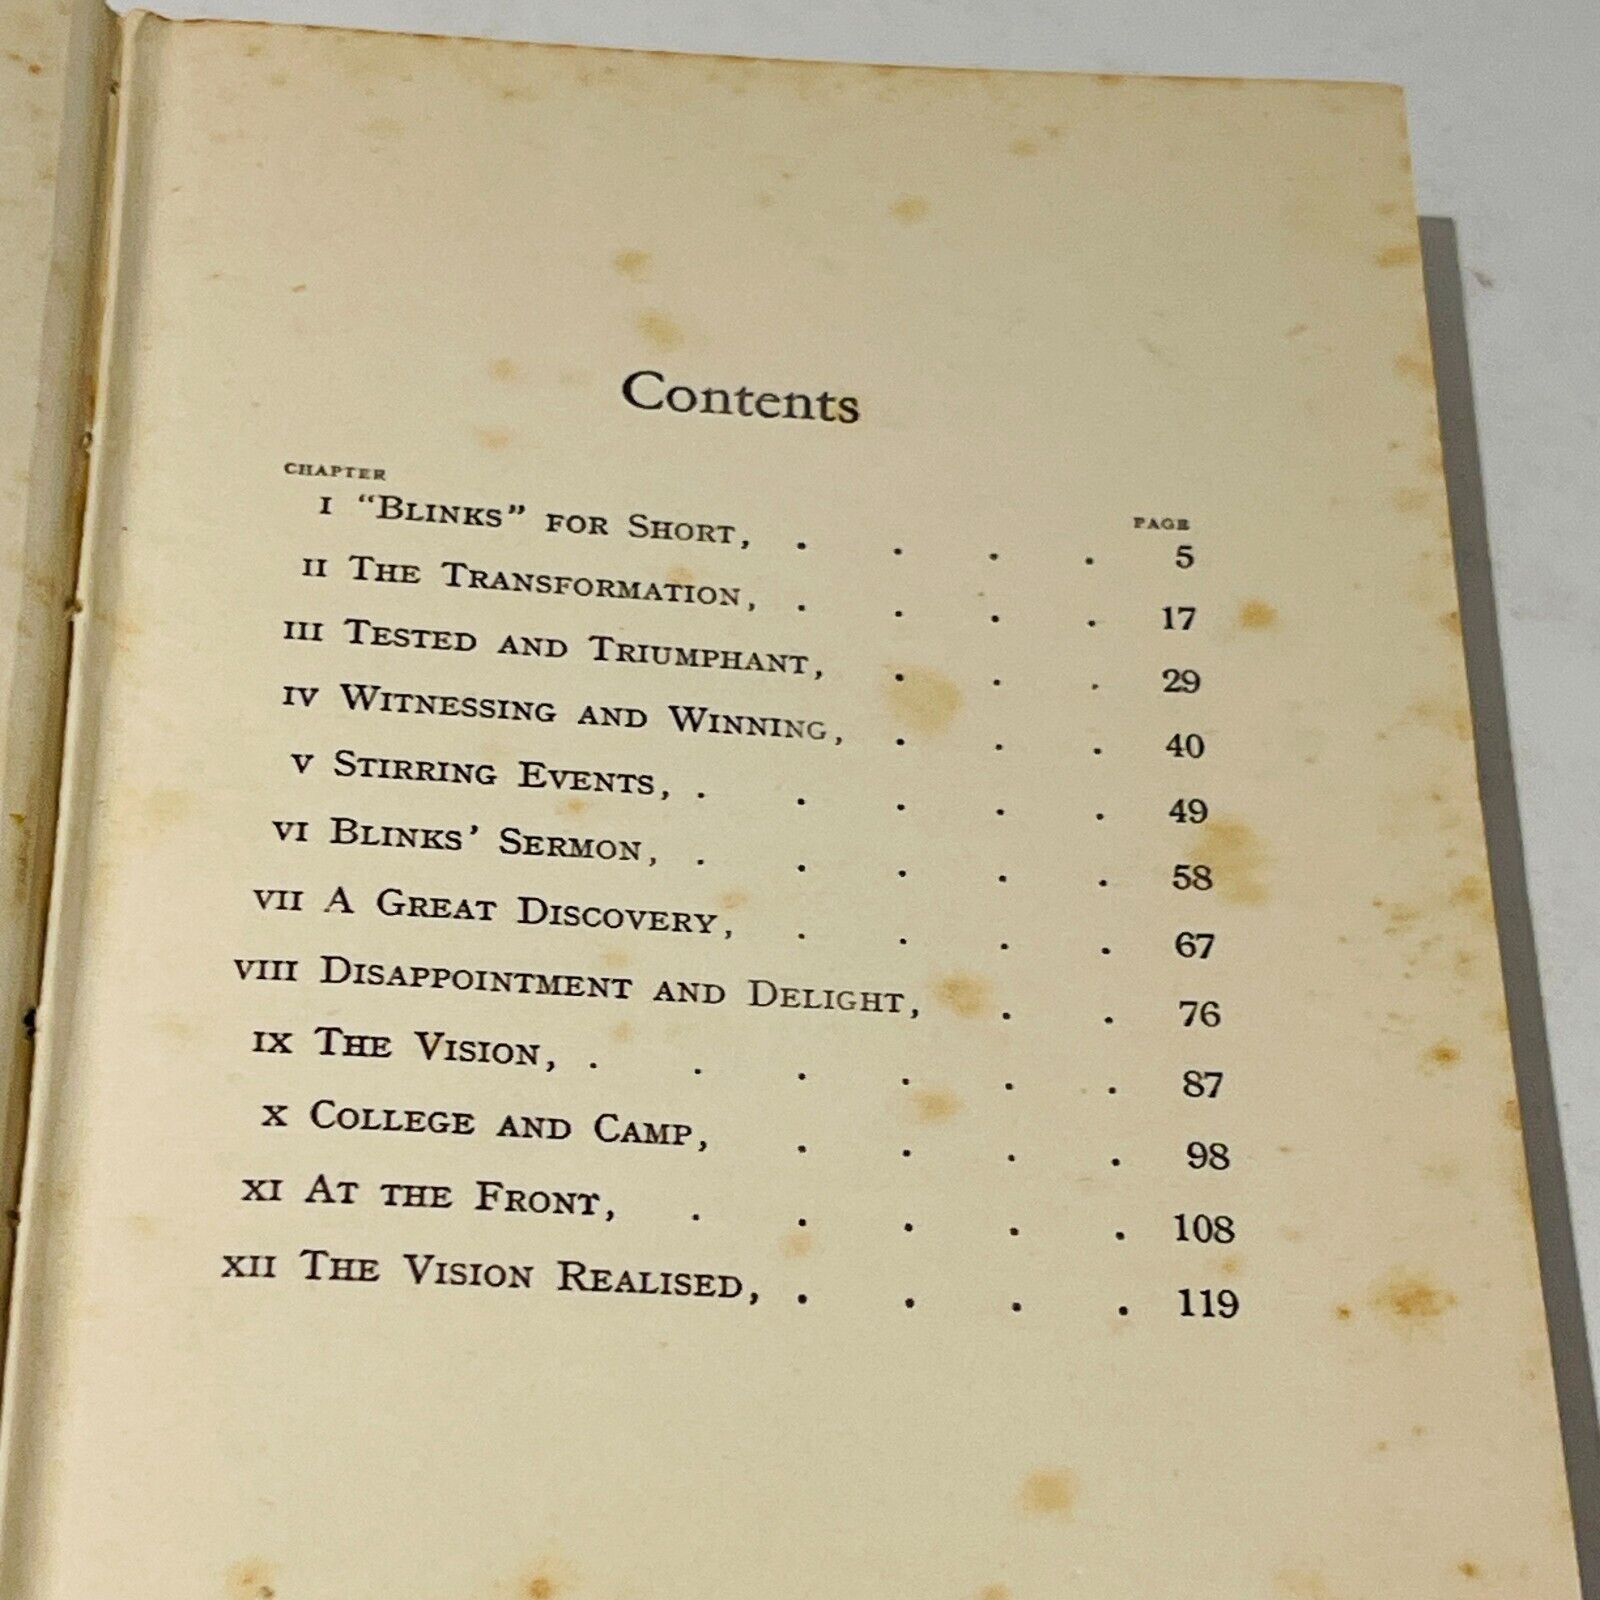 Contents
CHAPTER PAGE
I "BLINKS" FOR SHORT, . . . . 5
II THE TRANSFORMATION, . . . . 17
III TESTED AND TRIUMPHANT, . . . 29
IV WITNESSING AND WINNING, . . . 40
V STIRRING EVENTS, . . . . . 49
VI BLINKS' SERMON, . . . . . 58
VII A GREAT DISCOVERY, . . . . 67
VIII DISAPPOINTMENT AND DELIGHT, . . 76
IX THE VISION, . . . . . . 87
X COLLEGE AND CAMP, . . . . 98
XI AT THE FRONT, . . . . . 108
XII THE VISION REALISED, . . . . 119